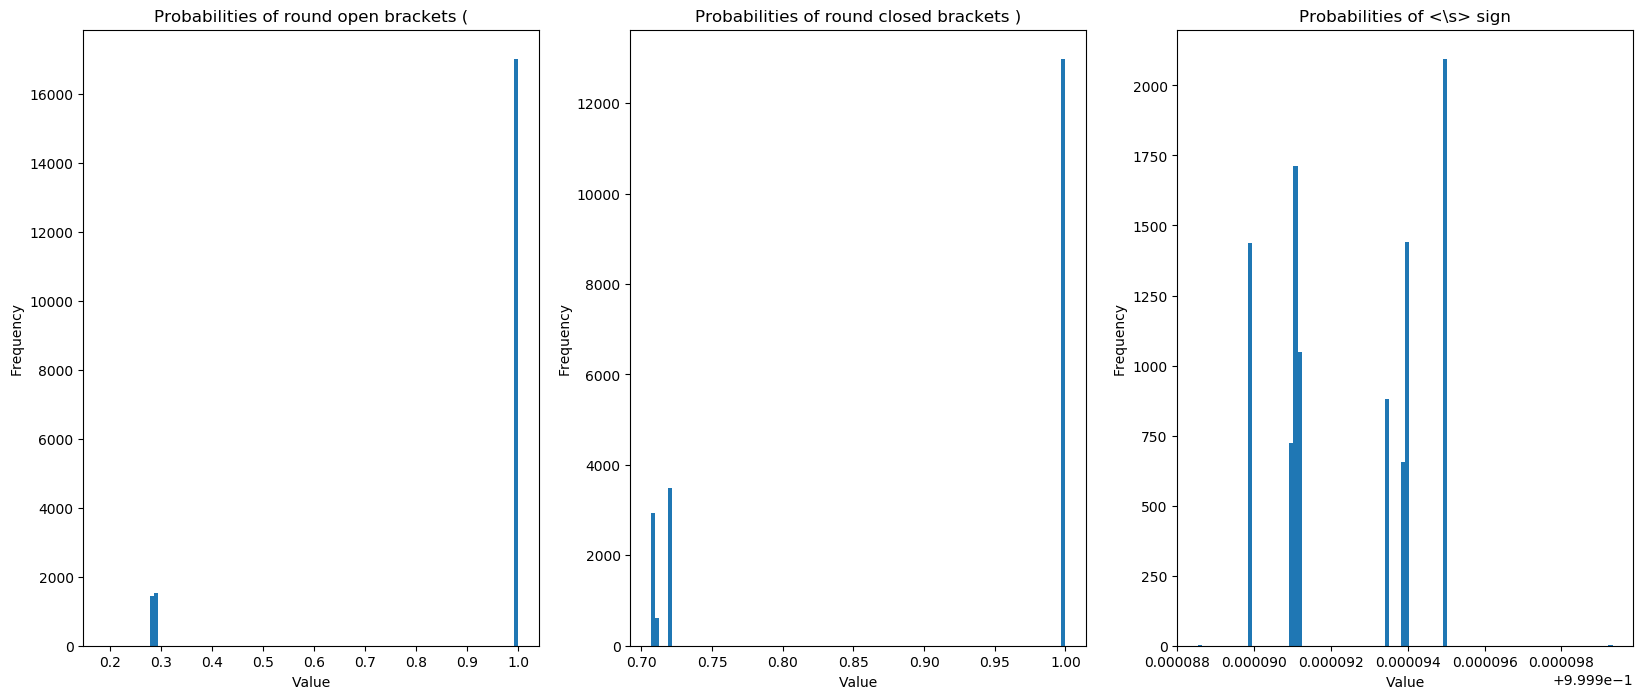 Probabilities of round open brackets (
16000
14000
12000
10000
8000
6000
4000
2000
0
Frequency
0.2 0.3 0.4 0.5 0.6 0.7 0.8 0.9 1.0
Value
Probabilities of round closed brackets )
12000
10000
8000
6000
4000
2000
0
Frequency
0.70 0.75 0.80 0.85 0.90 0.95 1.00
Value
Probabilities of <\s> sign
2000
1750
1500
1250
1000
750
500
250
0
Frequency
0.000088 0.000090 0.000092 0.000094 0.000096 0.000098
+9.999e−1
Value